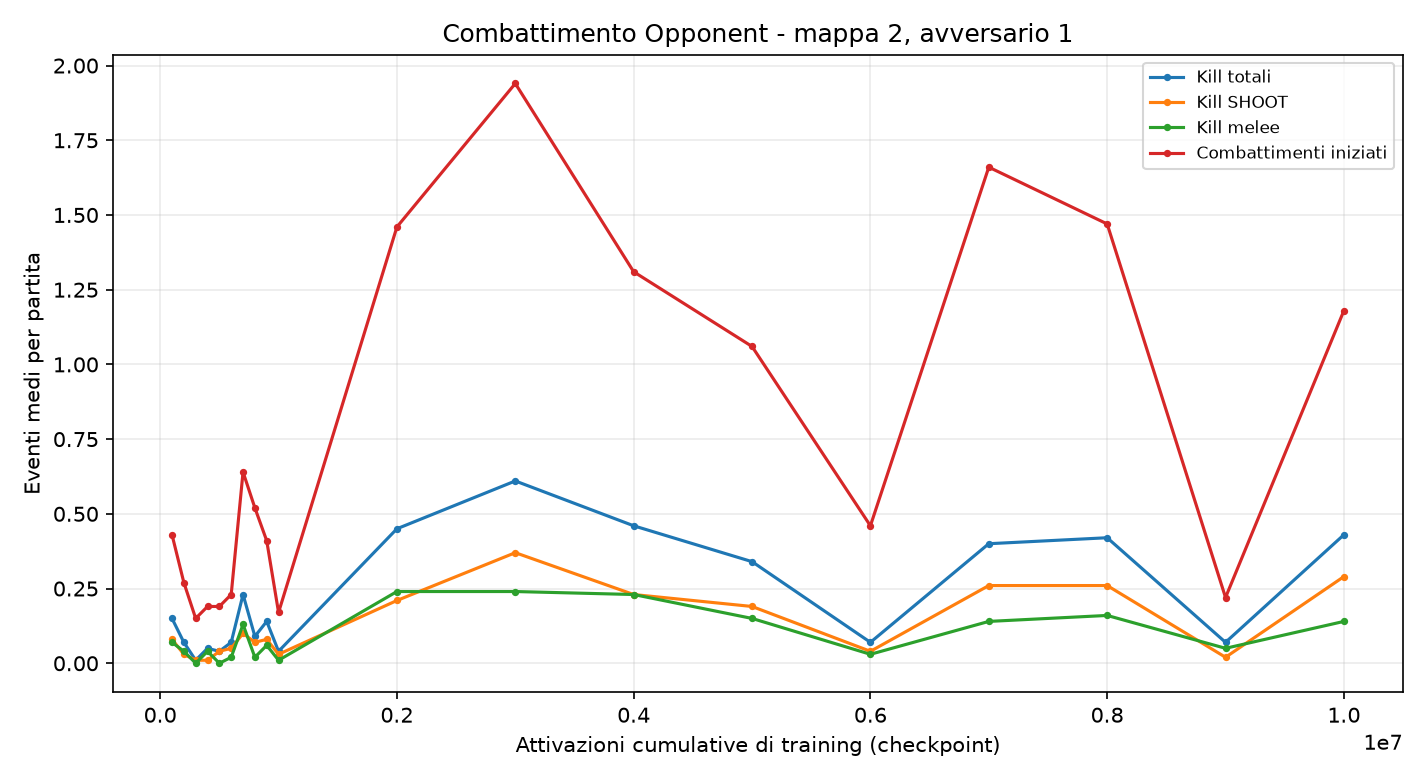 Combattimento Opponent - mappa 2, avversario 1
Eventi medi per partita
2.00
1.75
1.50
1.25
1.00
0.75
0.50
0.25
0.00
Kill totali
Kill SHOOT
Kill melee
Combattimenti iniziati
0.0
0.2
0.4
0.6
0.8
1.0
1e7
Attivazioni cumulative di training (checkpoint)